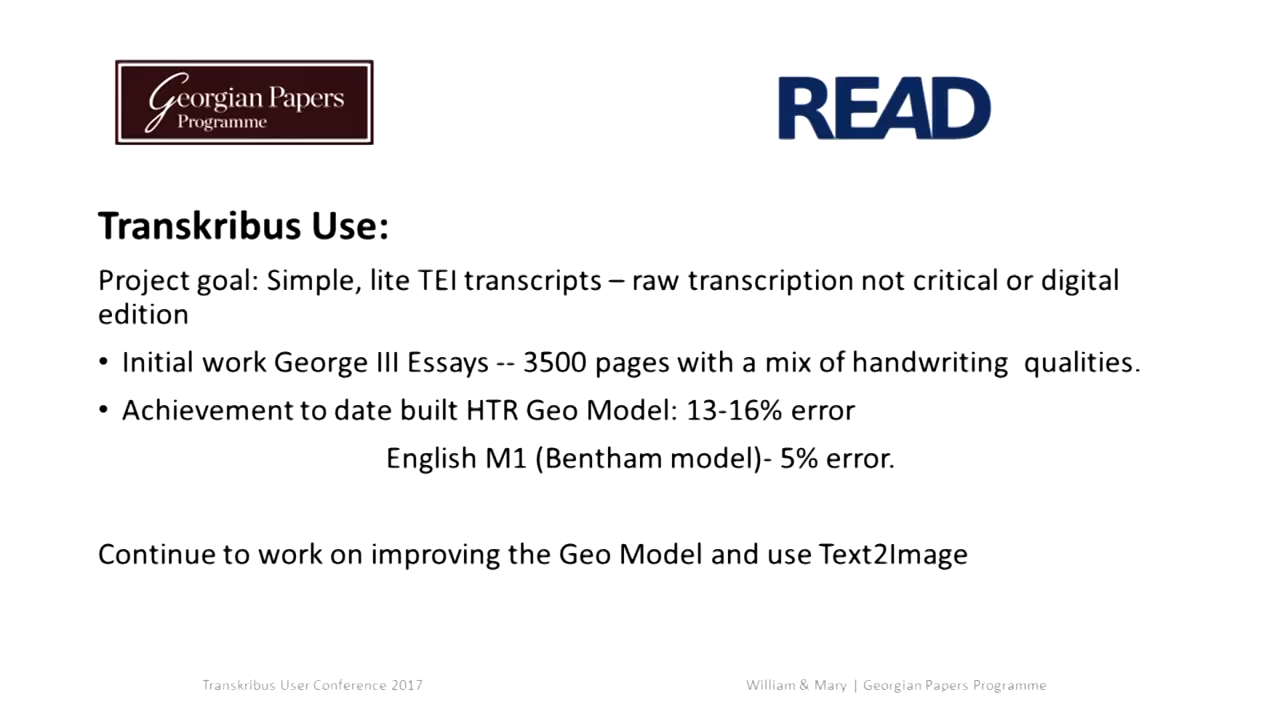 Georgian Papers
Programme
READ
Transkribus Use:
Project goal: Simple, lite TEI transcripts – raw transcription not critical or digital
edition
• Initial work George III Essays -- 3500 pages with a mix of handwriting  qualities.
• Achievement to date built HTR Geo Model: 13-16% error
English M1 (Bentham model)- 5% error.
Continue to work on improving the Geo Model and use Text2Image
Transkribus User Conference 2017
William & Mary | Georgian Papers Programme